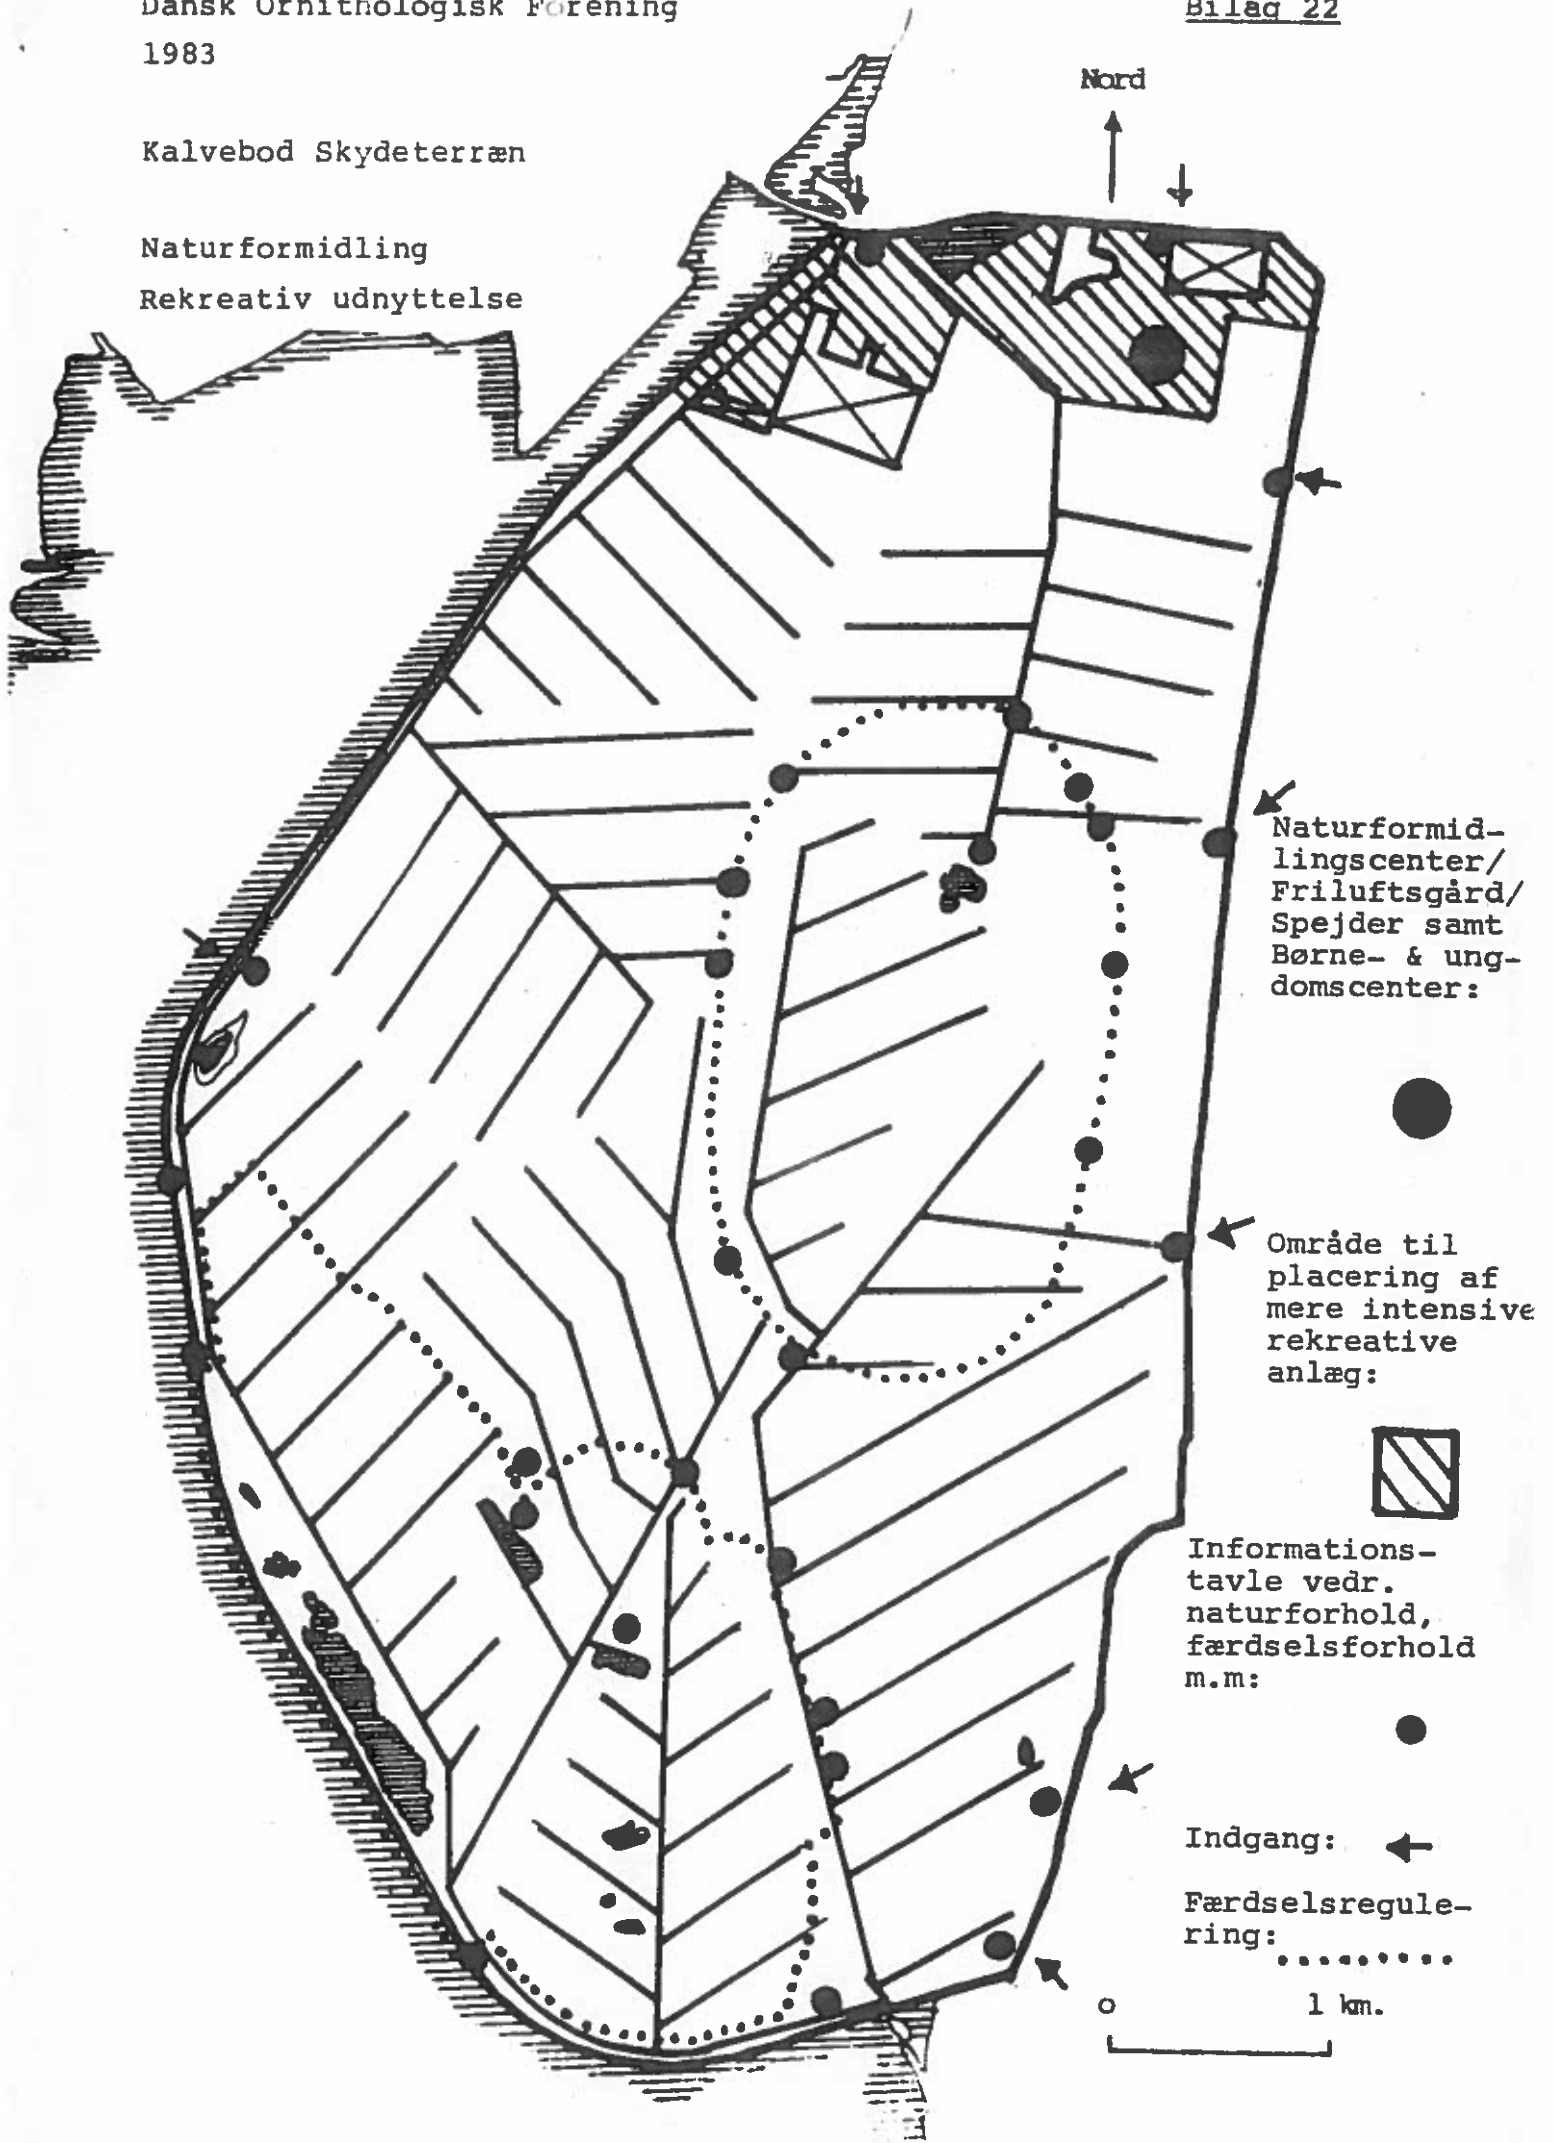 Dansk Ornithologisk Forening
Bilag 22
1983
Nord
Kalvebod Skydeterræn
Naturformidling
Rekreativ udnyttelse
Naturformid-
lingscenter/
Friluftsgård/
Spejder samt
Børne- & ung-
domscenter:
Område til
placering af
mere intensive
rekreative
anlæg:
Informations-
tavle vedr.
naturforhold,
færdselsforhold
m.m:
Indgang:
Færdselsregule-
ring:
o 1 km.